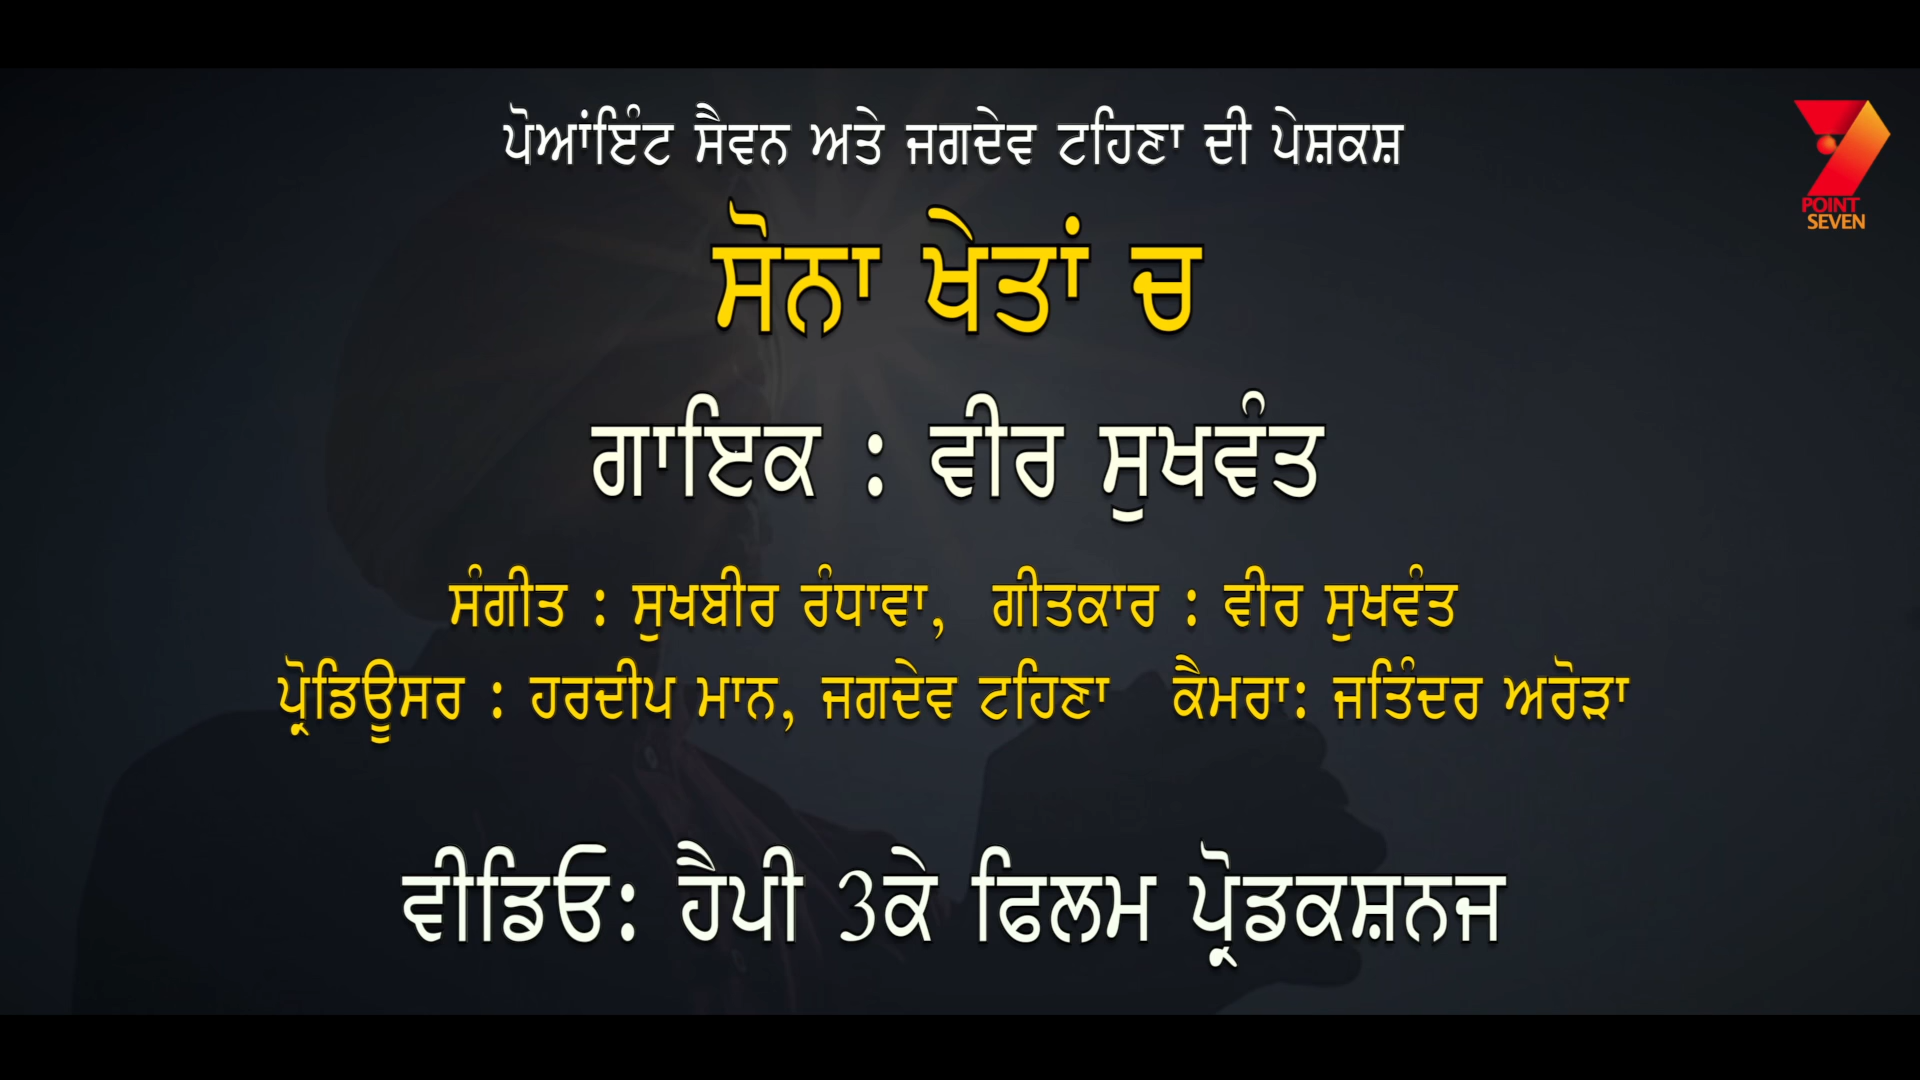 ਪੋਆਂਇੰਟ ਸੈਵਨ ਅਤੇ ਜਗਦੇਵ ਟਹਿਣਾ ਦੀ ਪੇਸ਼ਕਸ਼
ਸੋਨਾ ਖੇਤਾਂ ਚ
ਗਾਇਕ : ਵੀਰ ਸੁਖਵੰਤ
ਸੰਗੀਤ : ਸੁਖਬੀਰ ਰੰਧਾਵਾ, ਗੀਤਕਾਰ : ਵੀਰ ਸੁਖਵੰਤ
ਪ੍ਰੋਡਿਊਸਰ : ਹਰਦੀਪ ਮਾਨ, ਜਗਦੇਵ ਟਹਿਣਾ ਕੈਮਰਾ: ਜਤਿੰਦਰ ਅਰੋੜਾ
ਵੀਡਿਓ: ਹੈਪੀ 3ਕੇ ਫਿਲਮ ਪ੍ਰੋਡਕਸ਼ਨਜ
7
POINT
SEVEN